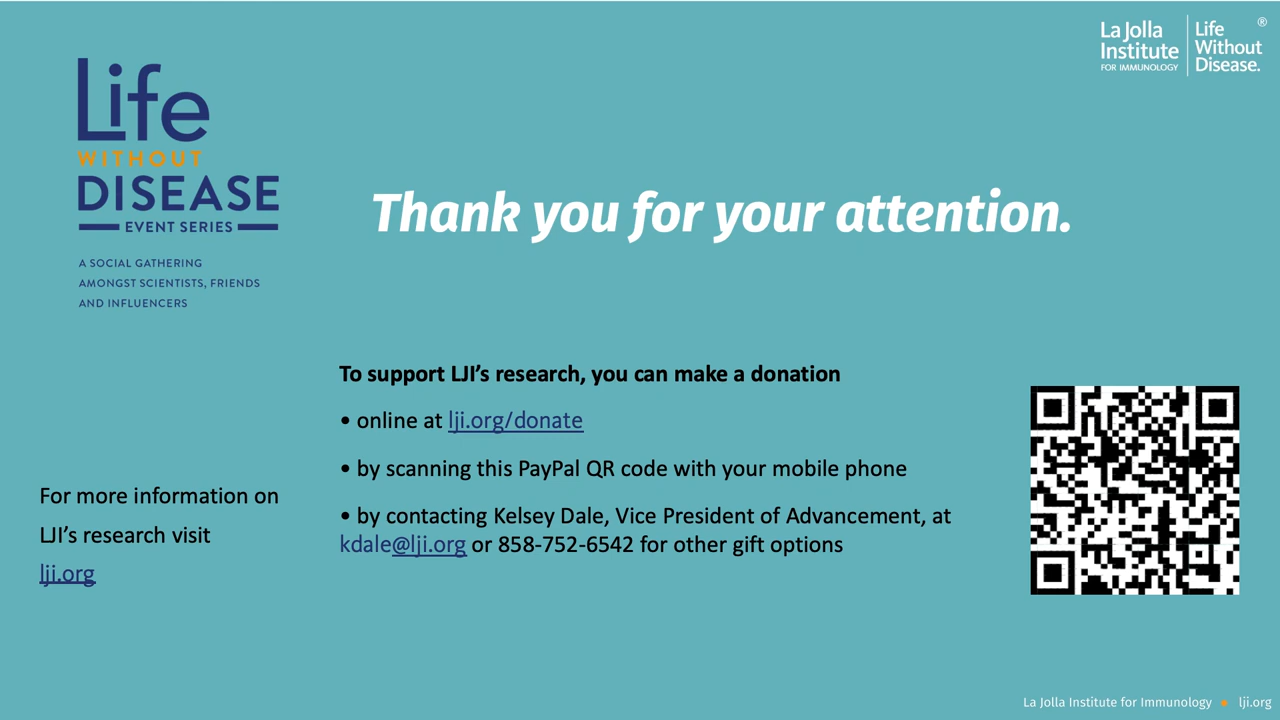 La Jolla
Institute
FOR IMMUNOLOGY
Life
Without
Disease.
®
Life
WITHOUT
DISEASE
EVENT SERIES
A SOCIAL GATHERING
AMONGST SCIENTISTS, FRIENDS
AND INFLUENCERS
Thank you for your attention.
To support LJI’s research, you can make a donation
• online at lji.org/donate
• by scanning this PayPal QR code with your mobile phone
• by contacting Kelsey Dale, Vice President of Advancement, at
kdale@lji.org or 858-752-6542 for other gift options
For more information on
LJI’s research visit
lji.org
La Jolla Institute for Immunology • lji.org